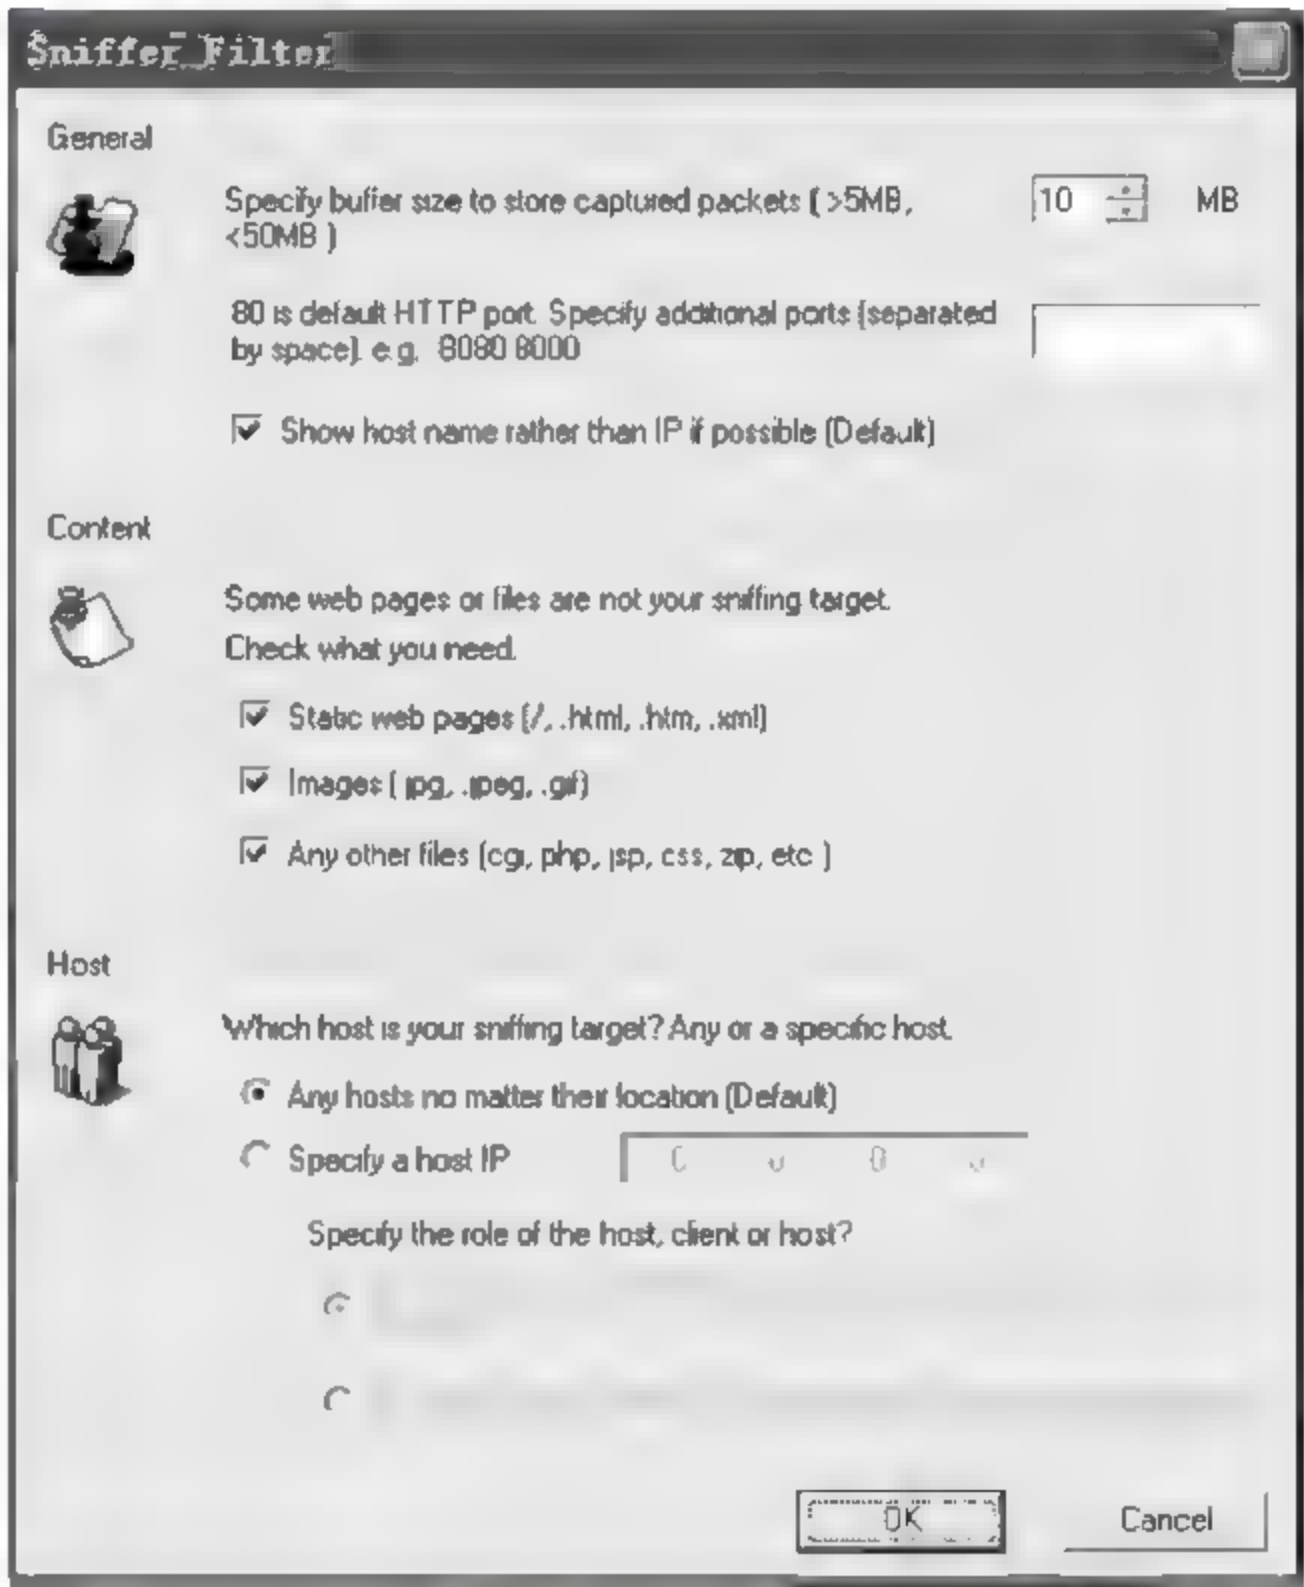 Sniffer Filter
General
Specify buffer size to store captured packets ( >5MB,
<50MB )
10 MB
80 is default HTTP port. Specify additional ports (separated
by space). e.g. 8080 8000
Show host name rather than IP if possible (Default)
Content
Some web pages or files are not your sniffing target.
Check what you need.
Static web pages (/, .html, .htm, .xml)
Images (.jpg, .jpeg, .gif)
Any other files (cgi, php, jsp, css, zip, etc.)
Host
Which host is your sniffing target? Any or a specific host.
Any hosts no matter their location (Default)
Specify a host IP
Specify the role of the host, client or host?
OK
Cancel